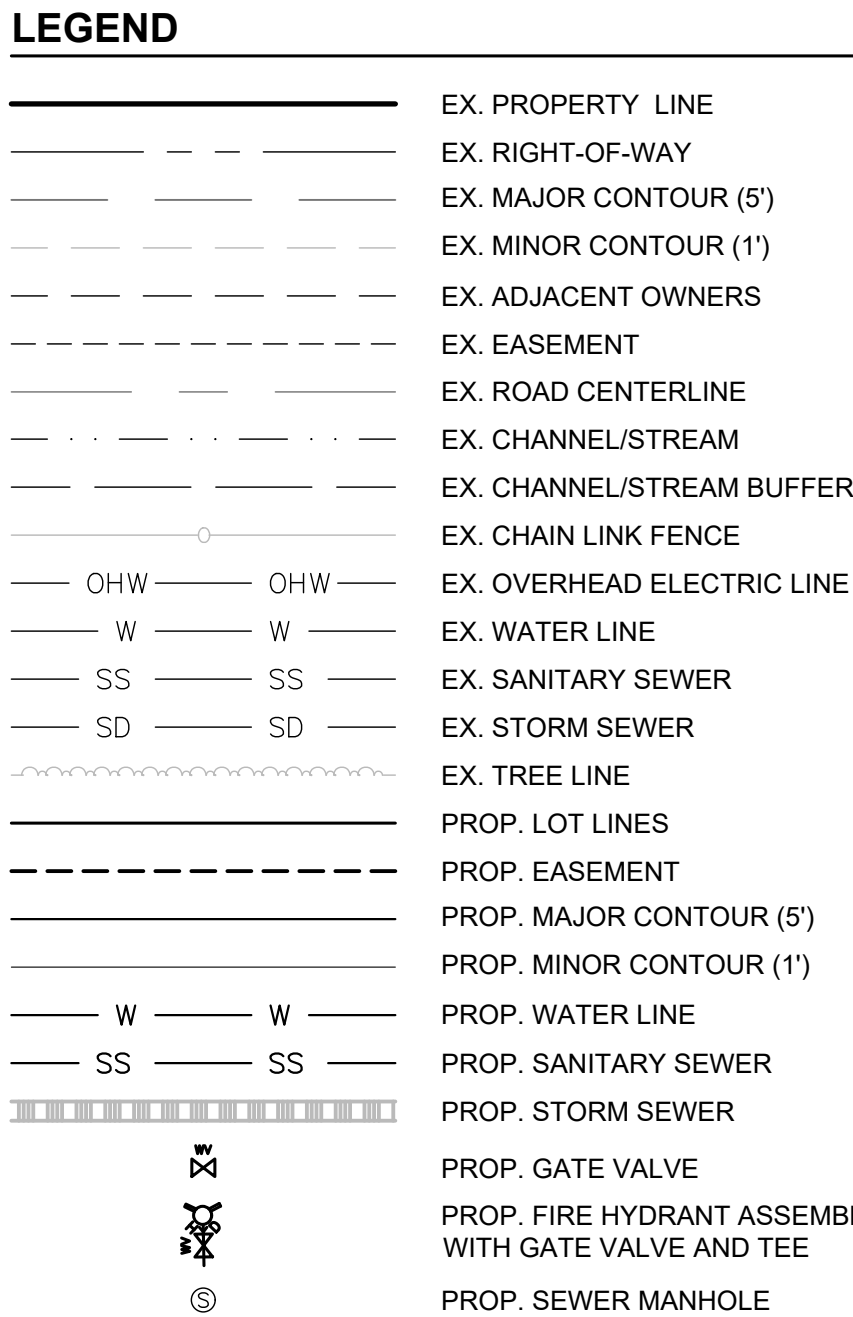 LEGEND
EX. PROPERTY LINE
EX. RIGHT-OF-WAY
EX. MAJOR CONTOUR (5')
EX. MINOR CONTOUR (1')
EX. ADJACENT OWNERS
EX. EASEMENT
EX. ROAD CENTERLINE
EX. CHANNEL/STREAM
EX. CHANNEL/STREAM BUFFER
EX. CHAIN LINK FENCE
OHW OHW EX. OVERHEAD ELECTRIC LINE
W W EX. WATER LINE
SS SS EX. SANITARY SEWER
SD SD EX. STORM SEWER
EX. TREE LINE
PROP. LOT LINES
PROP. EASEMENT
PROP. MAJOR CONTOUR (5')
PROP. MINOR CONTOUR (1')
W W PROP. WATER LINE
SS SS PROP. SANITARY SEWER
PROP. STORM SEWER
WV PROP. GATE VALVE
PROP. FIRE HYDRANT
WV WITH GATE VALVE AND TEE
S PROP. SEWER MANHOLE